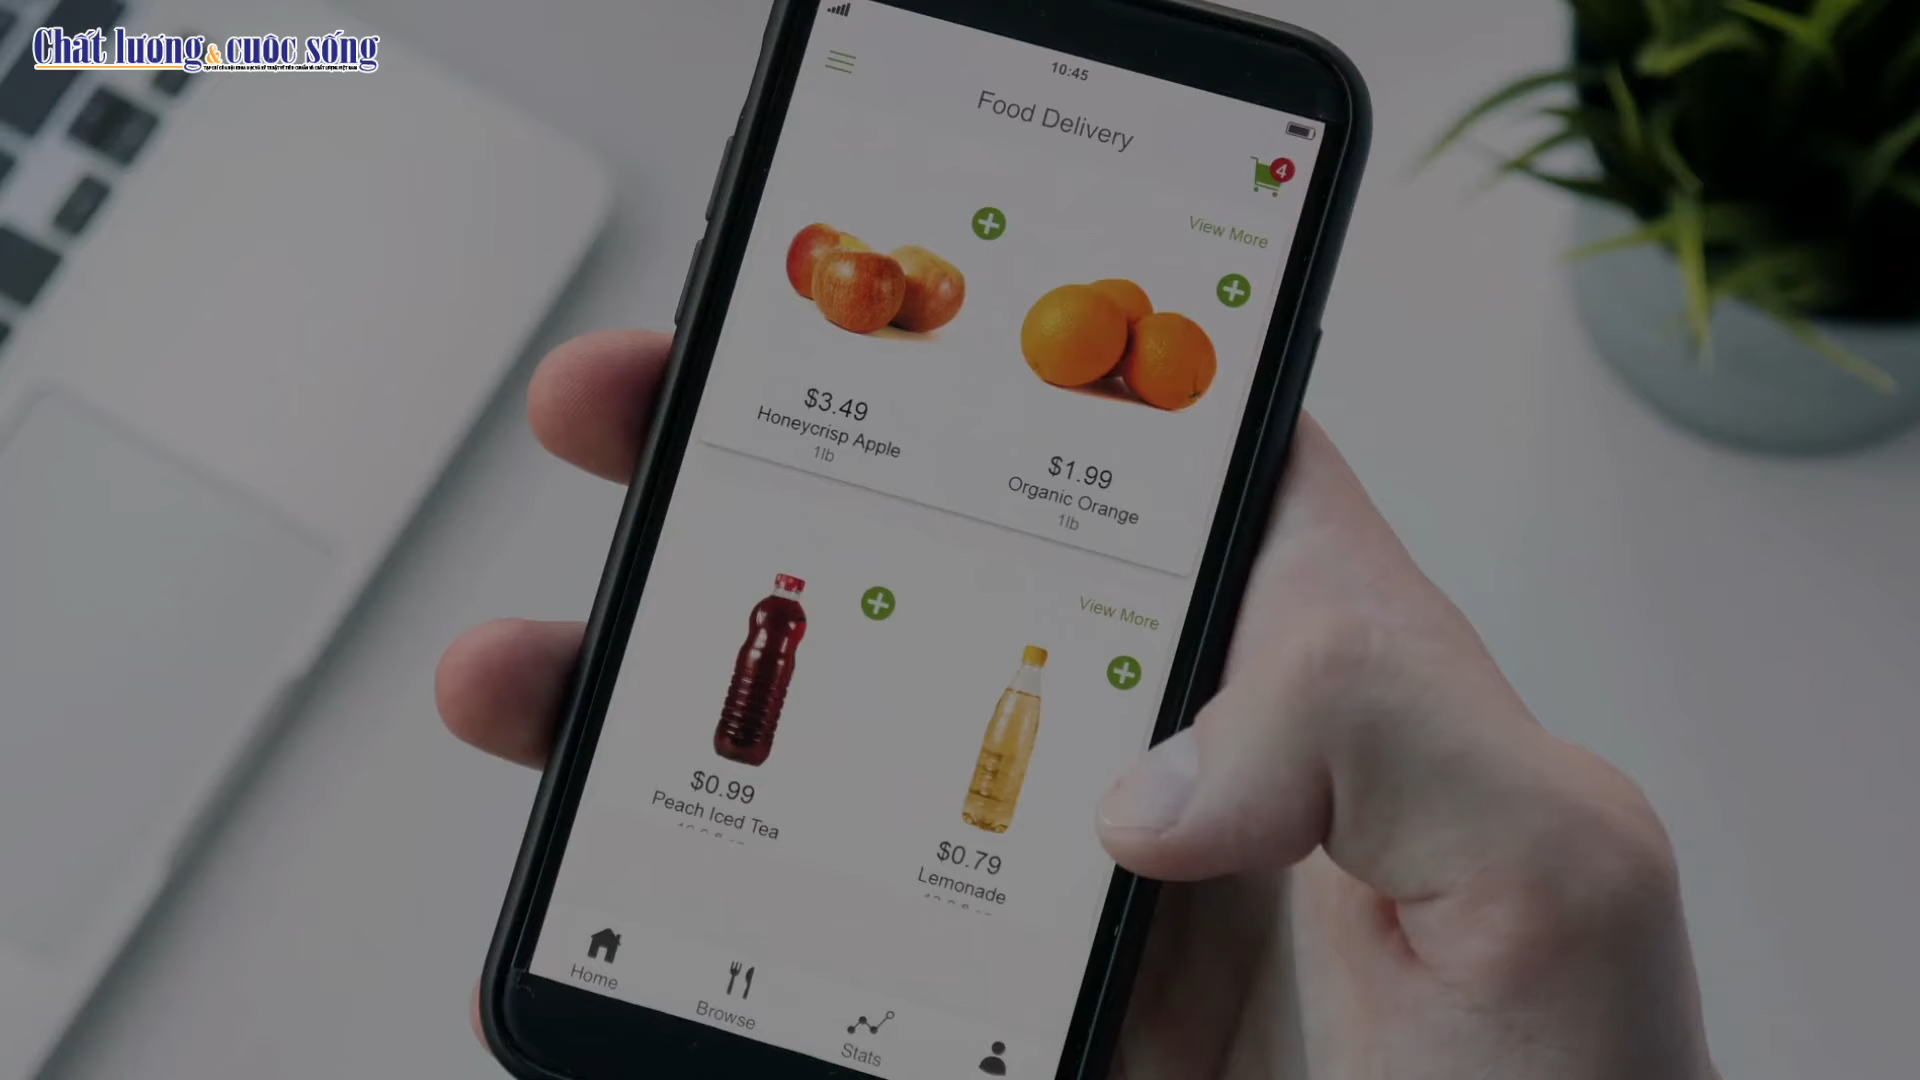 Chất lượng & cuộc sống
10:45
Food Delivery
4
View More
$3.49
Honeycrisp Apple
1lb
$1.99
Organic Orange
1lb
View More
$0.99
Peach Iced Tea
$0.79
Lemonade
Home
Browse
Stats